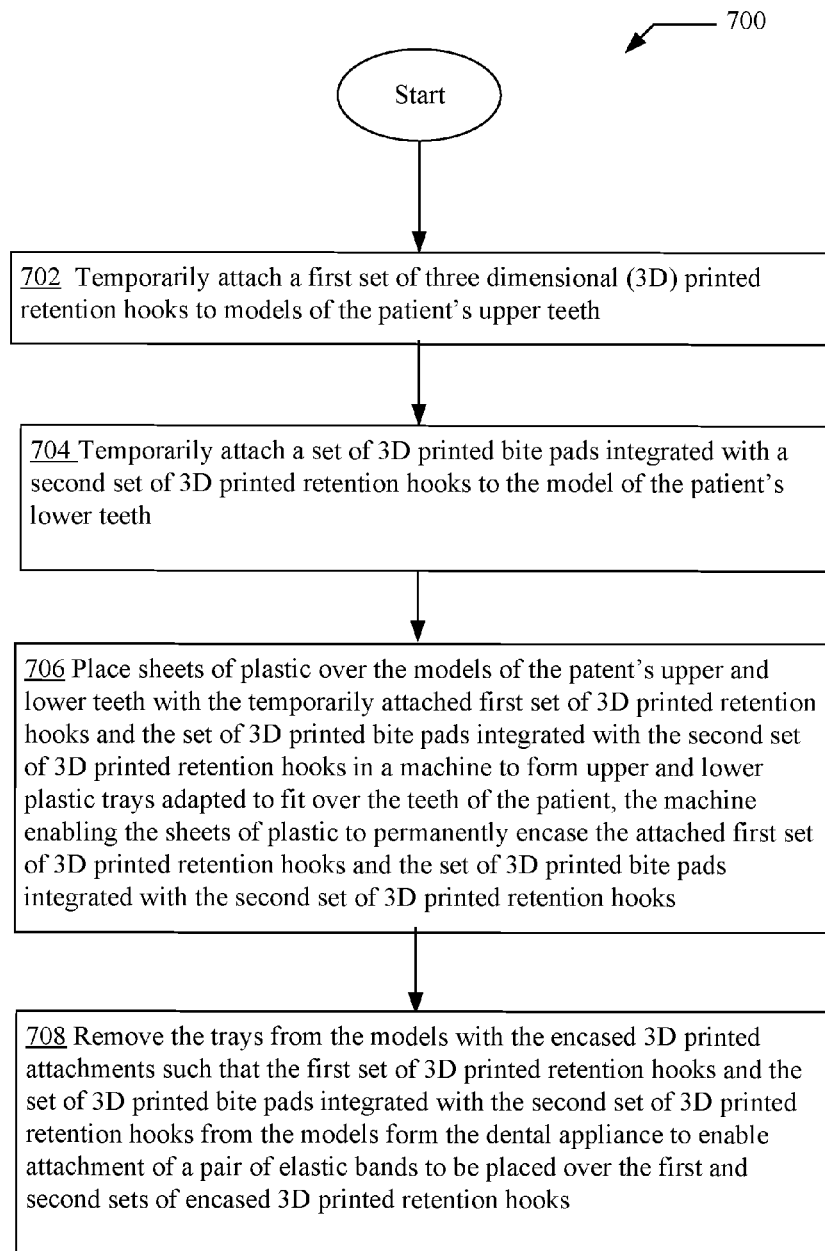 700
Start
702 Temporarily attach a first set of three dimensional (3D) printed
retention hooks to models of the patient's upper teeth
704 Temporarily attach a set of 3D printed bite pads integrated with a
second set of 3D printed retention hooks to the model of the patient's
lower teeth
706 Place sheets of plastic over the models of the patent's upper and
lower teeth with the temporarily attached first set of 3D printed retention
hooks and the set of 3D printed bite pads integrated with the second set
of 3D printed retention hooks in a machine to form upper and lower
plastic trays adapted to fit over the teeth of the patient, the machine
enabling the sheets of plastic to permanently encase the attached first set
of 3D printed retention hooks and the set of 3D printed bite pads
integrated with the second set of 3D printed retention hooks
708 Remove the trays from the models with the encased 3D printed
attachments such that the first set of 3D printed retention hooks and the
set of 3D printed bite pads integrated with the second set of 3D printed
retention hooks from the models form the dental appliance to enable
attachment of a pair of elastic bands to be placed over the first and
second sets of encased 3D printed retention hooks